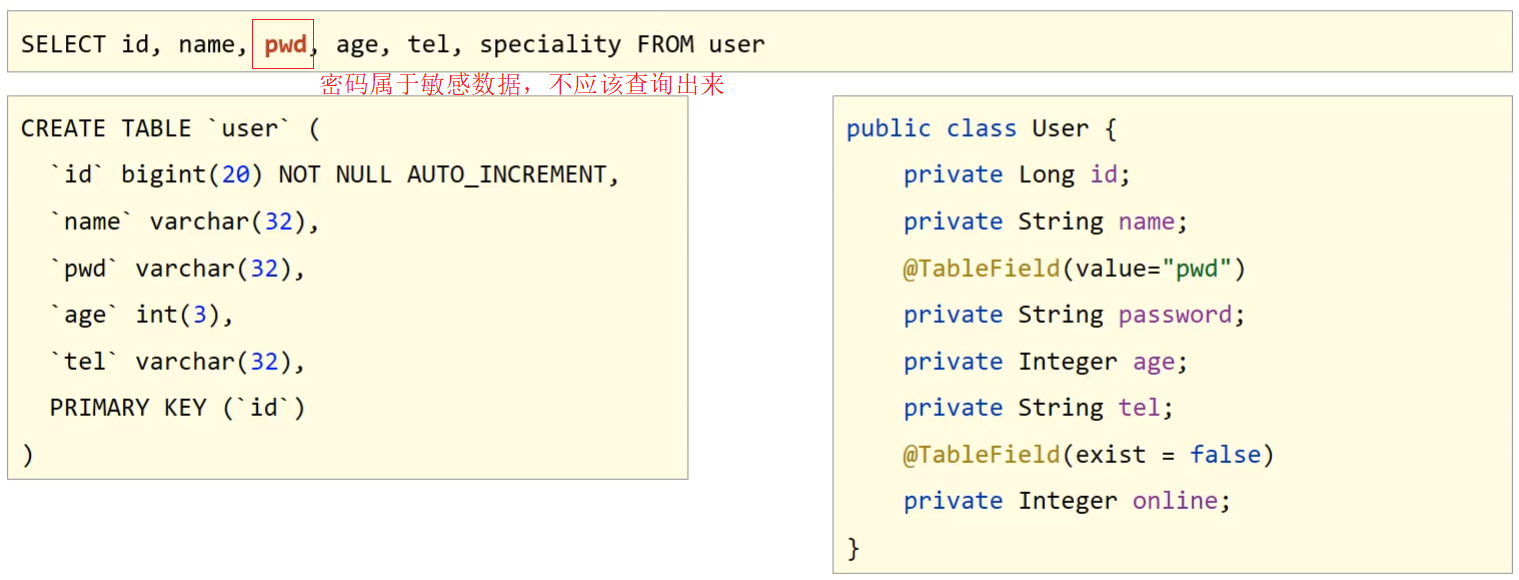 SELECT id, name, pwd, age, tel, speciality FROM user
密码属于敏感数据，不应该查询出来
CREATE TABLE `user` (
`id` bigint(20) NOT NULL AUTO_INCREMENT,
`name` varchar(32),
`pwd` varchar(32),
`age` int(3),
`tel` varchar(32),
PRIMARY KEY (`id`)
)
public class User {
private Long id;
private String name;
@TableField(value="pwd")
private String password;
private Integer age;
private String tel;
@TableField(exist = false)
private Integer online;
}